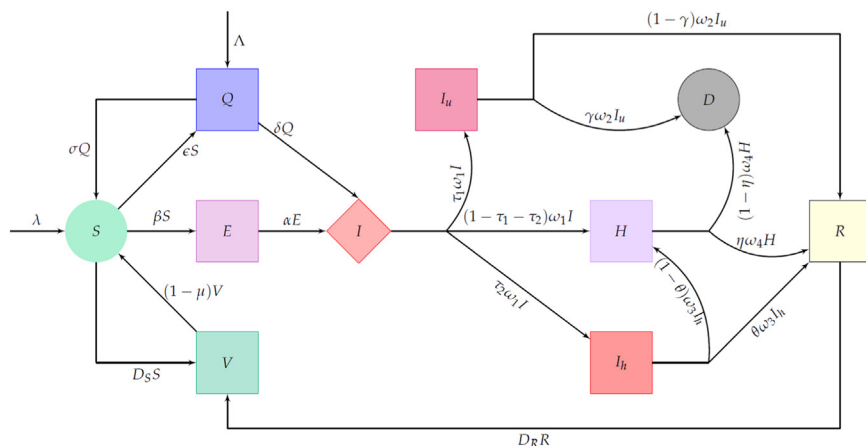 (1 − γ)ω₂I_u
Λ
Q
I_u
D
σQ
δQ
ϵS
γω₂I_u
τ₁ω₁I
(1 − η)ω₄H
λ
S
βS
E
αE
I
(1 − τ₁ − τ₂)ω₁I
H
ηω₄H
R
(1 − μ)V
τ₂ω₁I
(1 − θ)ω₃I_h
θω₃I_h
D_S S
V
I_h
D_R R